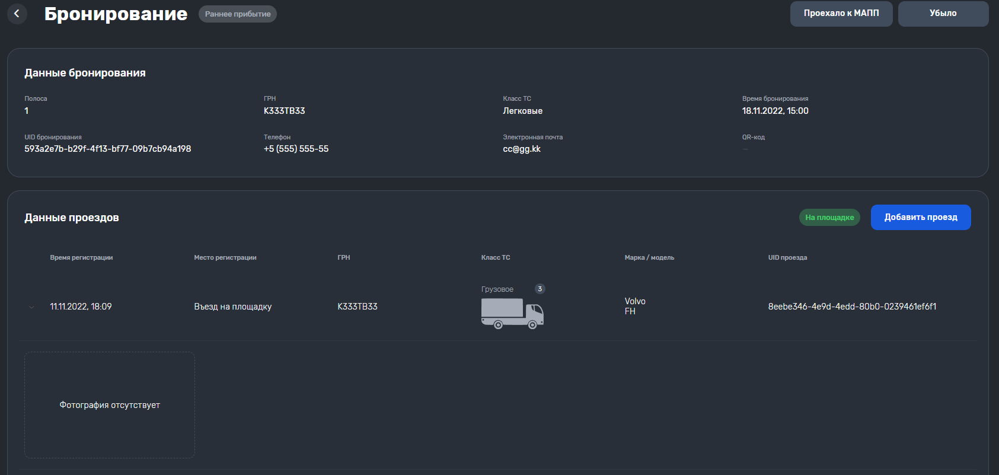 Бронирование
Раннее прибытие
Проехало к МАПП
Убыло
Данные бронирования
Полоса
ГРН
Класс ТС
Время бронирования
1
К333ТВ33
Легковые
18.11.2022, 15:00
UID бронирования
Телефон
Электронная почта
QR-код
593a2e7b-b29f-4f13-bf77-09b7cb94a198
+5 (555) 555-55
cc@gg.kk
—
Данные проездов
На площадке
Добавить проезд
Время регистрации
Место регистрации
ГРН
Класс ТС
Марка / модель
UID проезда
11.11.2022, 18:09
Въезд на площадку
К333ТВ33
Грузовое
3
Volvo
FH
8eebe346-4e9d-4edd-80b0-0239461ef6f1
Фотография отсутствует